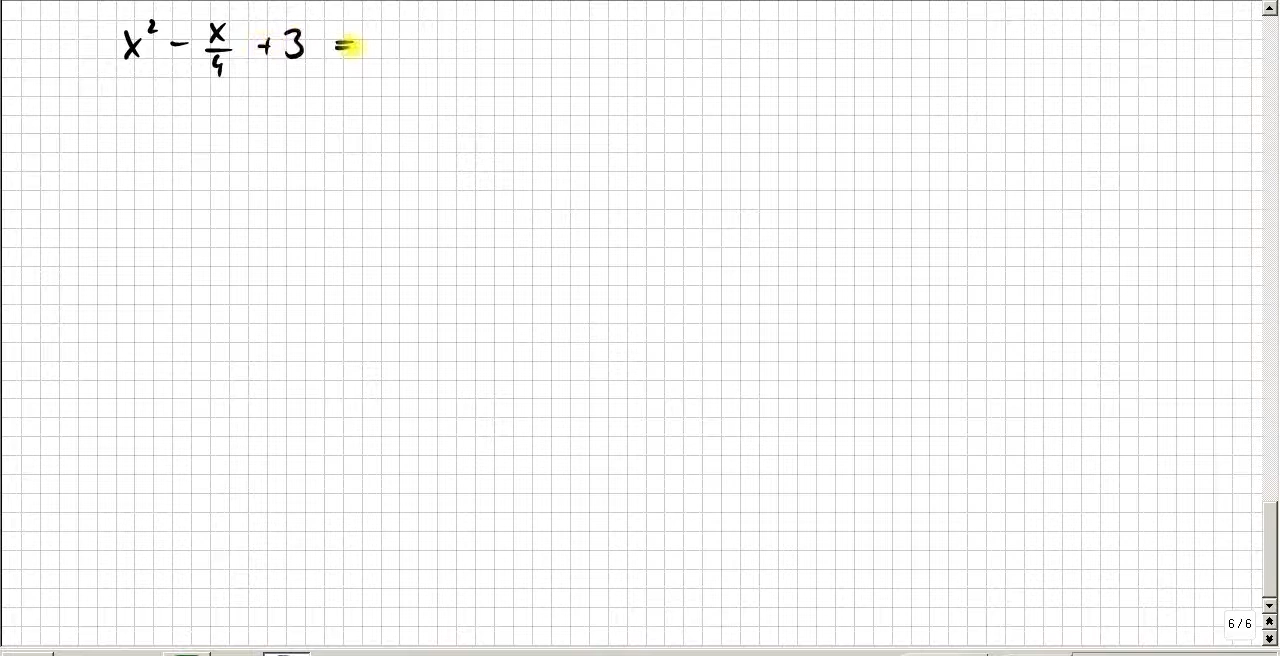 x² - x/4 + 3 =
6/6